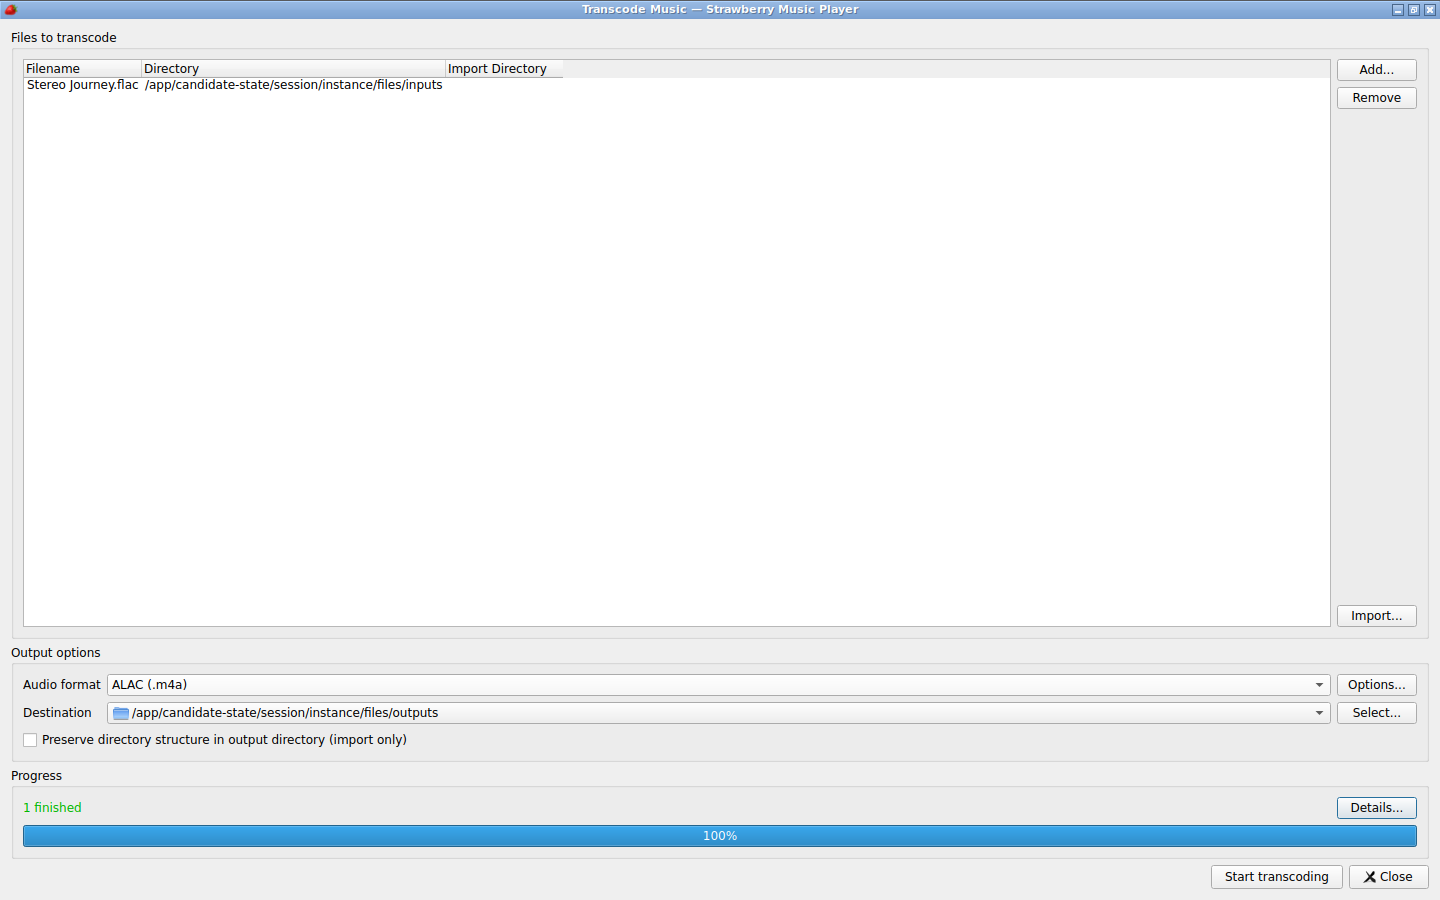 Transcode Music — Strawberry Music Player
Files to transcode
Filename Directory Import Directory
Stereo Journey.flac /app/candidate-state/session/instance/files/inputs
Add...
Remove
Import...
Output options
Audio format ALAC (.m4a) Options...
Destination /app/candidate-state/session/instance/files/outputs Select...
Preserve directory structure in output directory (import only)
Progress
1 finished Details...
100%
Start transcoding Close